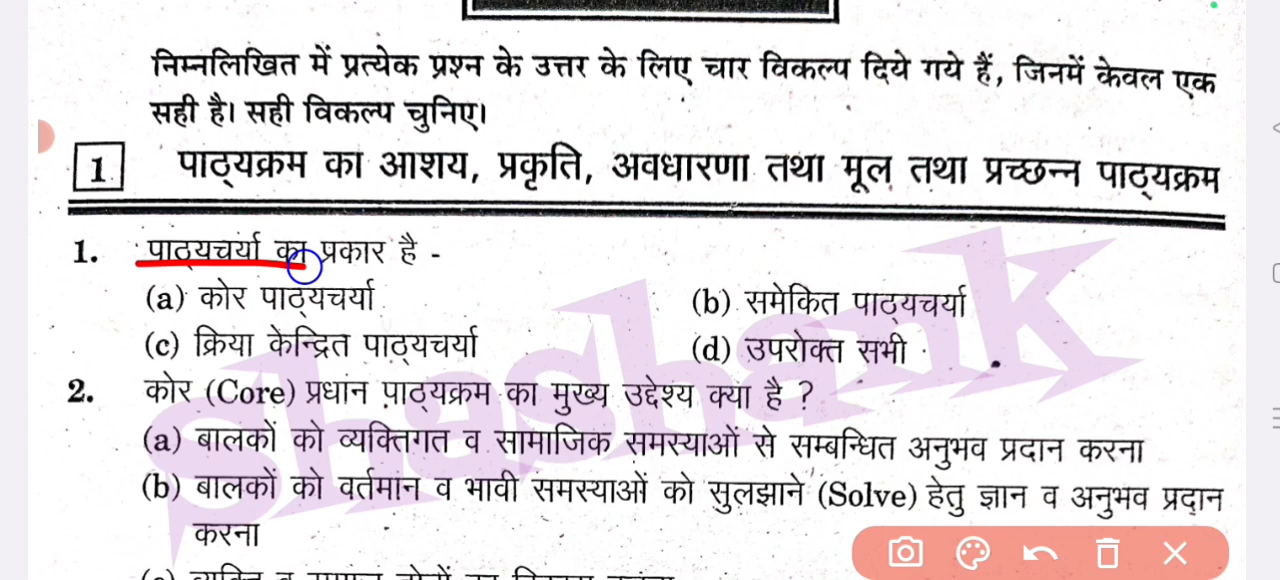 निम्नलिखित में प्रत्येक प्रश्न के उत्तर के लिए चार विकल्प दिये गये हैं, जिनमें केवल एक
सही है। सही विकल्प चुनिए।
1 पाठ्यक्रम का आशय, प्रकृति, अवधारणा तथा मूल तथा प्रच्छन्न पाठ्यक्रम
1. पाठ्यचर्या का प्रकार है -
(a) कोर पाठ्यचर्या (b) समेकित पाठ्यचर्या
(c) क्रिया केन्द्रित पाठ्यचर्या (d) उपरोक्त सभी
2. कोर (Core) प्रधान पाठ्यक्रम का मुख्य उद्देश्य क्या है ?
(a) बालकों को व्यक्तिगत व सामाजिक समस्याओं से सम्बन्धित अनुभव प्रदान करना
(b) बालकों को वर्तमान व भावी समस्याओं को सुलझाने (Solve) हेतु ज्ञान व अनुभव प्रदान
करना
shashank